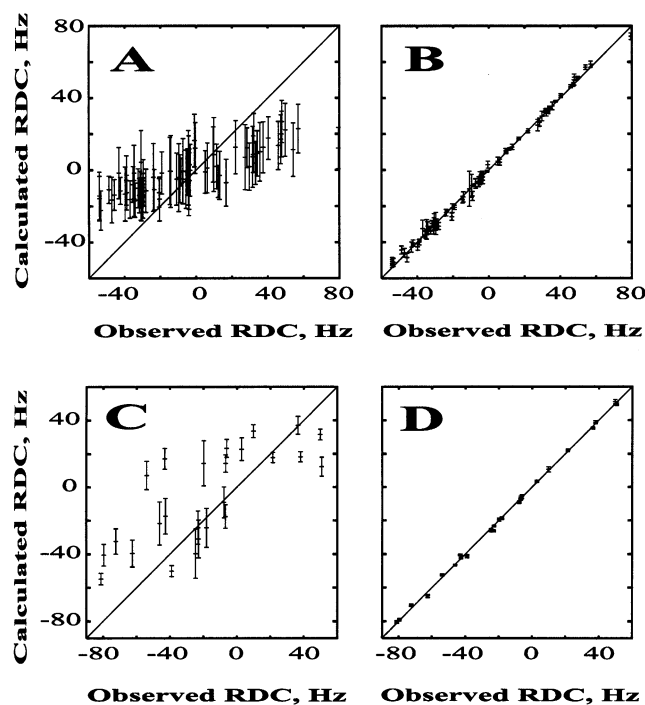 80
40
0
-40
Calculated RDC, Hz
A
B
-40 0 40 80
-40 0 40 80
Observed RDC, Hz
Observed RDC, Hz
40
0
-40
-80
Calculated RDC, Hz
C
D
-80 -40 0 40
-80 -40 0 40
Observed RDC, Hz
Observed RDC, Hz